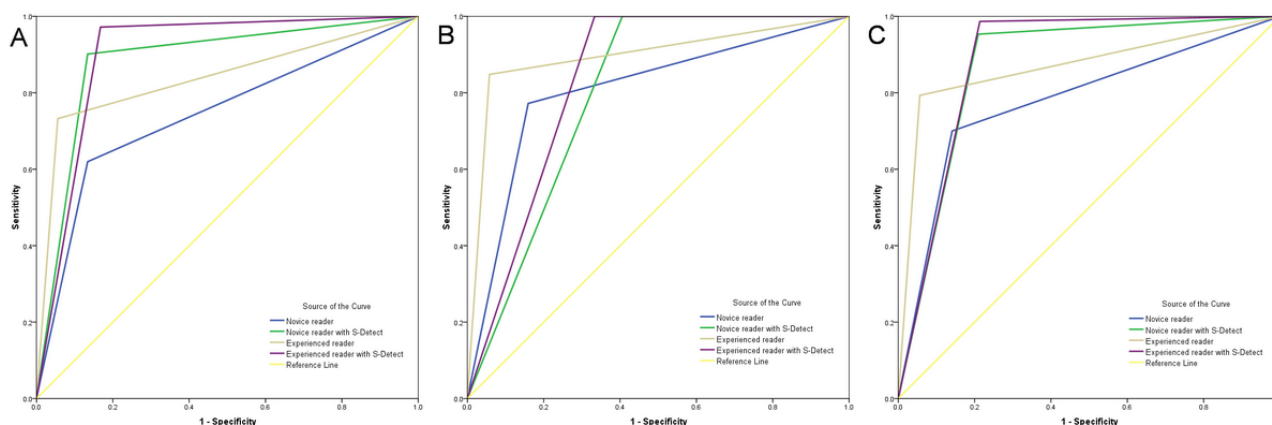 A
1.0
0.8
0.6
0.4
0.2
0.0
Sensitivity
0.0 0.2 0.4 0.6 0.8 1.0
1 - Specificity
Source of the Curve
Novice reader
Novice reader with S-Detect
Experienced reader
Experienced reader with S-Detect
Reference Line
B
1.0
0.8
0.6
0.4
0.2
0.0
Sensitivity
0.0 0.2 0.4 0.6 0.8 1.0
1 - Specificity
Source of the Curve
Novice reader
Novice reader with S-Detect
Experienced reader
Experienced reader with S-Detect
Reference Line
C
1.0
0.8
0.6
0.4
0.2
0.0
Sensitivity
0.0 0.2 0.4 0.6 0.8
1 - Specificity
Source of the Curve
Novice reader
Novice reader with S-Detect
Experienced reader
Experienced reader with S-Detect
Reference Line